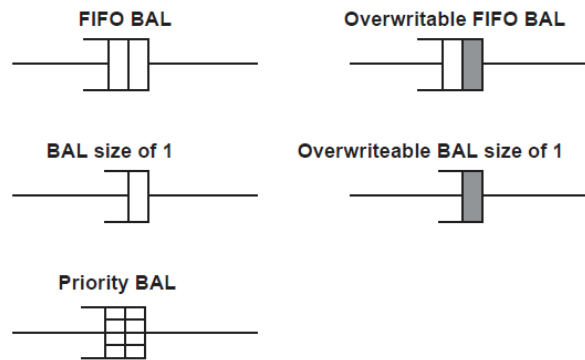 FIFO BAL
Overwritable FIFO BAL
BAL size of 1
Overwriteable BAL size of 1
Priority BAL